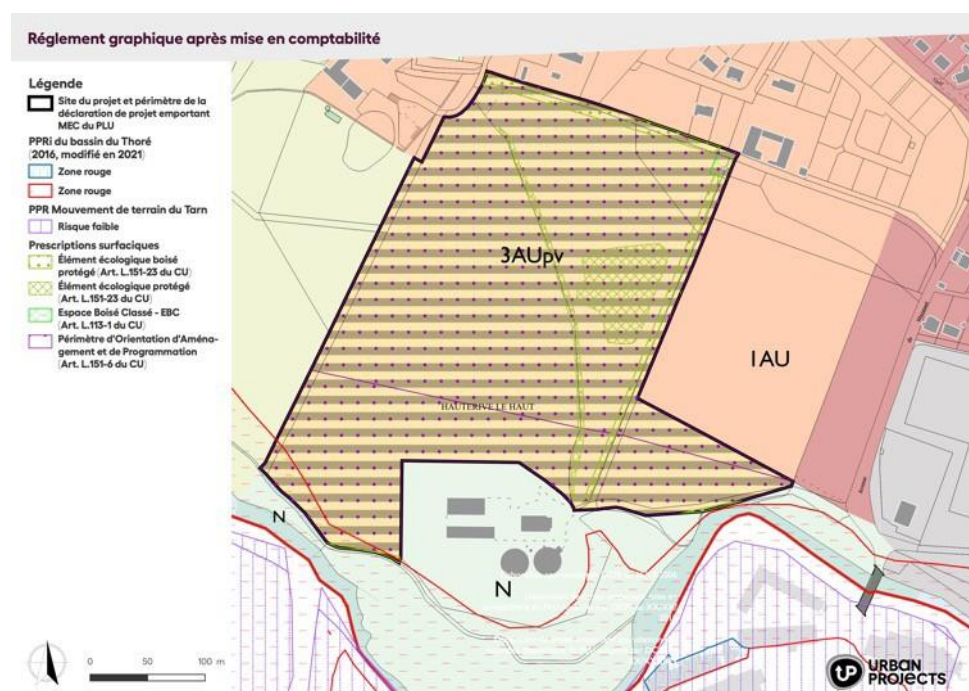 Réglement graphique après mise en comptabilité
Légende
Site du projet et périmètre de la
déclaration de projet emportant
MEC du PLU
PPRi du bassin du Thoré
(2016, modifié en 2021)
Zone rouge
Zone rouge
PPR Mouvement de terrain du Tarn
Risque faible
Prescriptions surfaciques
Élément écologique boisé
protégé (Art. L.151-23 du CU)
Élément écologique protégé
(Art. L.151-23 du CU)
Espace Boisé Classé - EBC
(Art. L.113-1 du CU)
Périmètre d'Orientation d'Aména-
gement et de Programmation
(Art. L.151-6 du CU)
3AUpv
1AU
HAUTERIVE LE HAUT
N
N
0 50 100 m
UP URBAN
PROJECTS